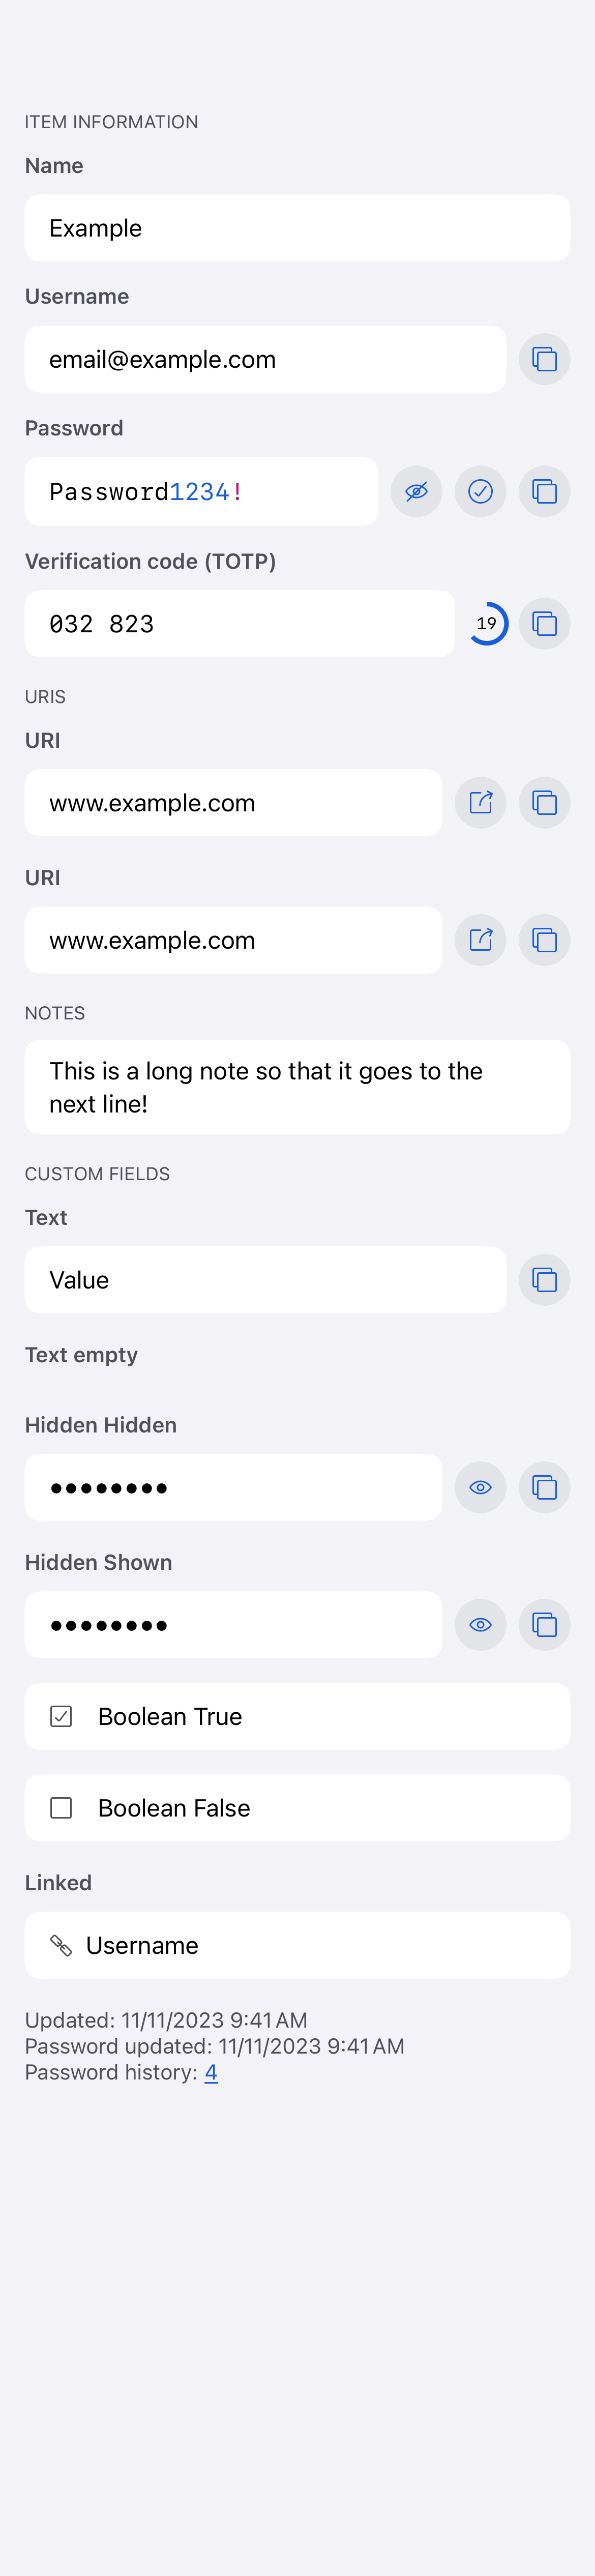 ITEM INFORMATION
Name
Example
Username
email@example.com
Password
Password1234!
Verification code (TOTP)
032 823
19
URIS
URI
www.example.com
URI
www.example.com
NOTES
This is a long note so that it goes to the
next line!
CUSTOM FIELDS
Text
Value
Text empty
Hidden Hidden
••••••••
Hidden Shown
••••••••
Boolean True
Boolean False
Linked
Username
Updated: 11/11/2023 9:41 AM
Password updated: 11/11/2023 9:41 AM
Password history: 4